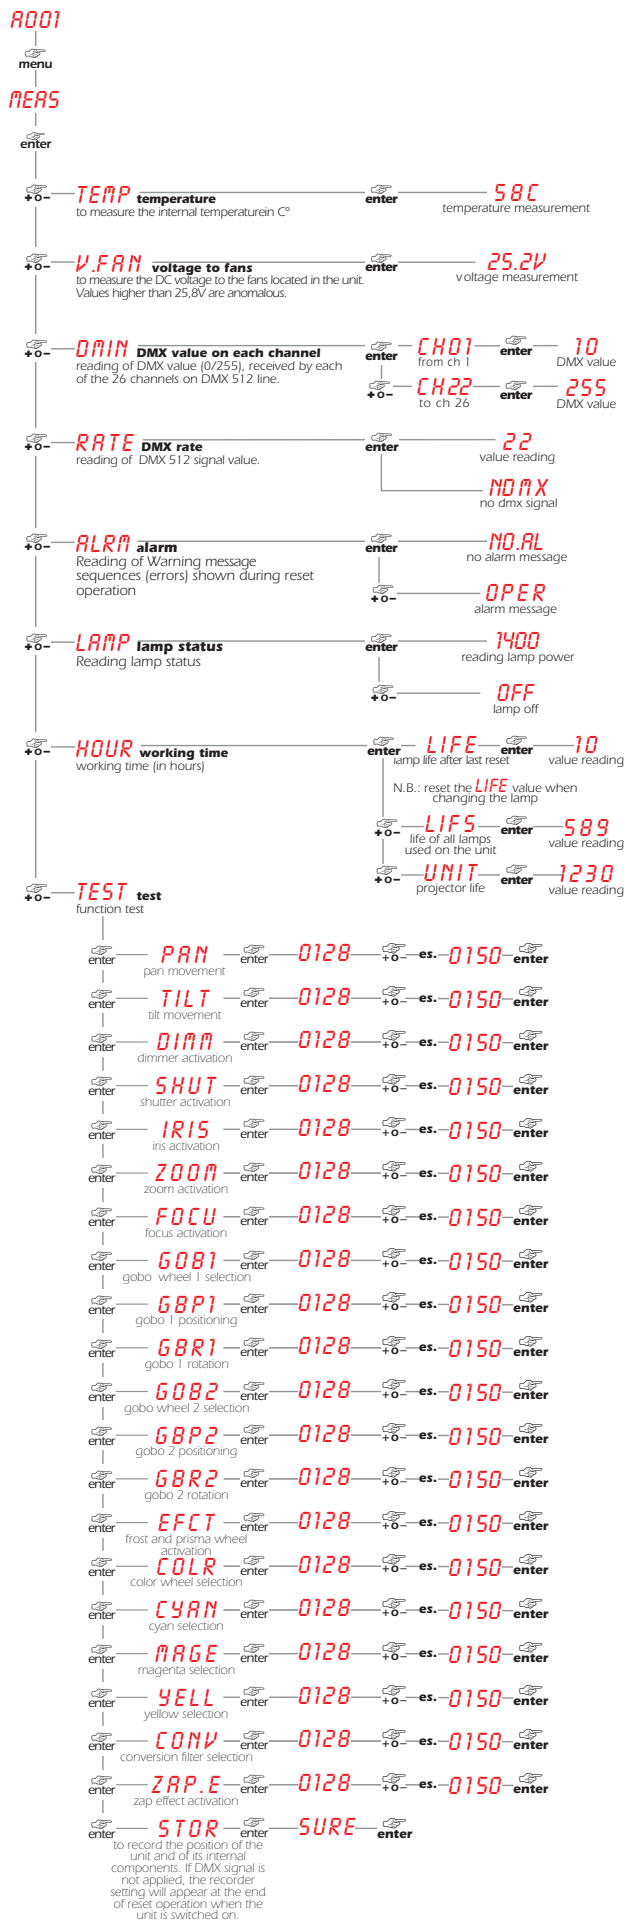 A001
menu
MEAS
enter
+ o - TEMP temperature enter 58C
to measure the internal temperaturein C° temperature measurement
+ o - V.FAN voltage to fans enter 25.2V
to measure the DC voltage to the fans located in the unit. voltage measurement
Values higher than 25,8V are anomalous.
+ o - DMIN DMX value on each channel enter CH01 enter 10
reading of DMX value (0/255), received by each from ch 1 DMX value
of the 26 channels on DMX 512 line.
+ o - CH22 enter 255
to ch 26 DMX value
+ o - RATE DMX rate enter 22
reading of DMX 512 signal value. value reading
NDMX
no dmx signal
+ o - ALRM alarm enter NO.AL
Reading of Warning message no alarm message
sequences (errors) shown during reset
operation
+ o - OPER
alarm message
+ o - LAMP lamp status enter 1400
Reading lamp status reading lamp power
+ o - OFF
lamp off
+ o - HOUR working time enter LIFE enter 10
working time (in hours) lamp life after last reset value reading
N.B.: reset the LIFE value when
changing the lamp
+ o - LIFS enter 589
life of all lamps value reading
used on the unit
+ o - UNIT enter 1230
projector life value reading
+ o - TEST test
function test
enter PAN enter 0128 + o - es. 0150 enter
pan movement
enter TILT enter 0128 + o - es. 0150 enter
tilt movement
enter DIMM enter 0128 + o - es. 0150 enter
dimmer activation
enter SHUT enter 0128 + o - es. 0150 enter
shutter activation
enter IRIS enter 0128 + o - es. 0150 enter
iris activation
enter ZOOM enter 0128 + o - es. 0150 enter
zoom activation
enter FOCU enter 0128 + o - es. 0150 enter
focus activation
enter GOB1 enter 0128 + o - es. 0150 enter
gobo wheel 1 selection
enter GBP1 enter 0128 + o - es. 0150 enter
gobo 1 positioning
enter GBR1 enter 0128 + o - es. 0150 enter
gobo 1 rotation
enter GOB2 enter 0128 + o - es. 0150 enter
gobo wheel 2 selection
enter GBP2 enter 0128 + o - es. 0150 enter
gobo 2 positioning
enter GBR2 enter 0128 + o - es. 0150 enter
gobo 2 rotation
enter EFCT enter 0128 + o - es. 0150 enter
frost and prisma wheel
activation
enter COLR enter 0128 + o - es. 0150 enter
color wheel selection
enter CYAN enter 0128 + o - es. 0150 enter
cyan selection
enter MAGE enter 0128 + o - es. 0150 enter
magenta selection
enter YELL enter 0128 + o - es. 0150 enter
yellow selection
enter CONV enter 0128 + o - es. 0150 enter
conversion filter selection
enter ZAP.E enter 0128 + o - es. 0150 enter
zap effect activation
enter STOR enter SURE enter
to record the position of the
unit and of its internal
components. If DMX signal is
not applied, the recorder
setting will appear at the end
of reset operation when the
unit is switched on.